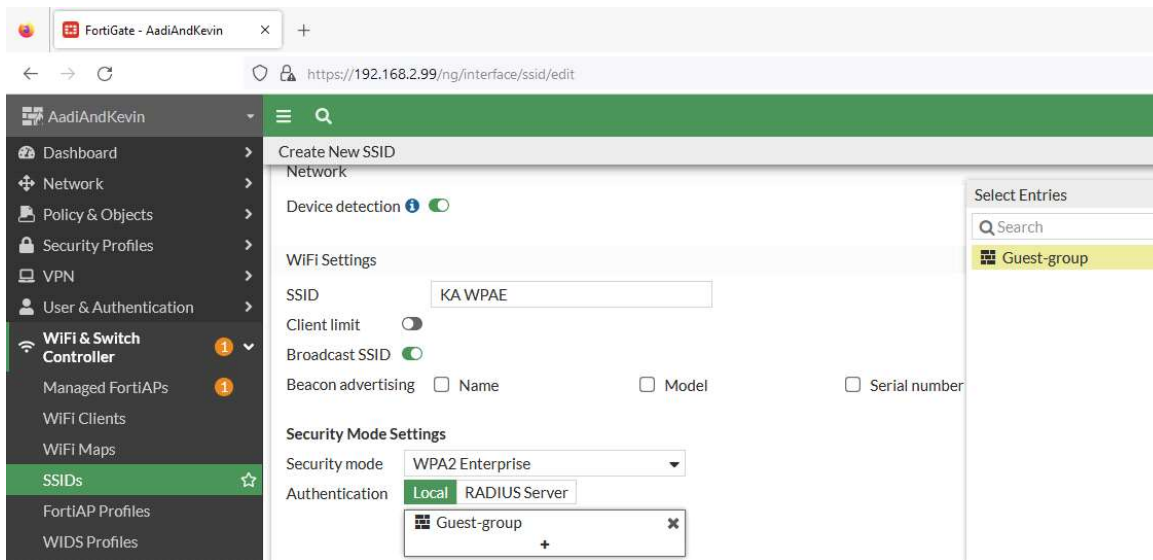 FortiGate - AadiAndKevin
https://192.168.2.99/ng/interface/ssid/edit
AadiAndKevin
Dashboard
Network
Policy & Objects
Security Profiles
VPN
User & Authentication
WiFi & Switch Controller 1
Managed FortiAPs 1
WiFi Clients
WiFi Maps
SSIDs
FortiAP Profiles
WIDS Profiles
Create New SSID
Network
Device detection
WiFi Settings
SSID KA WPAE
Client limit
Broadcast SSID
Beacon advertising Name Model Serial number
Security Mode Settings
Security mode WPA2 Enterprise
Authentication Local RADIUS Server
Guest-group
Select Entries
Search
Guest-group